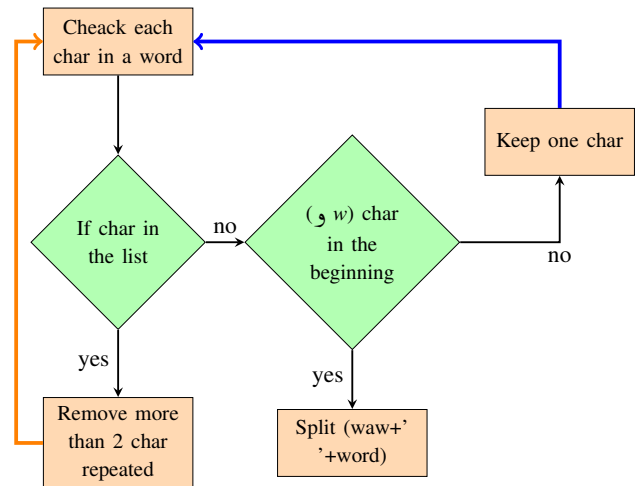 Cheack each
char in a word
Keep one char
If char in
the list
no
(و w) char
in the
beginning
no
yes
yes
Remove more
than 2 char
repeated
Split (waw+'
'+word)